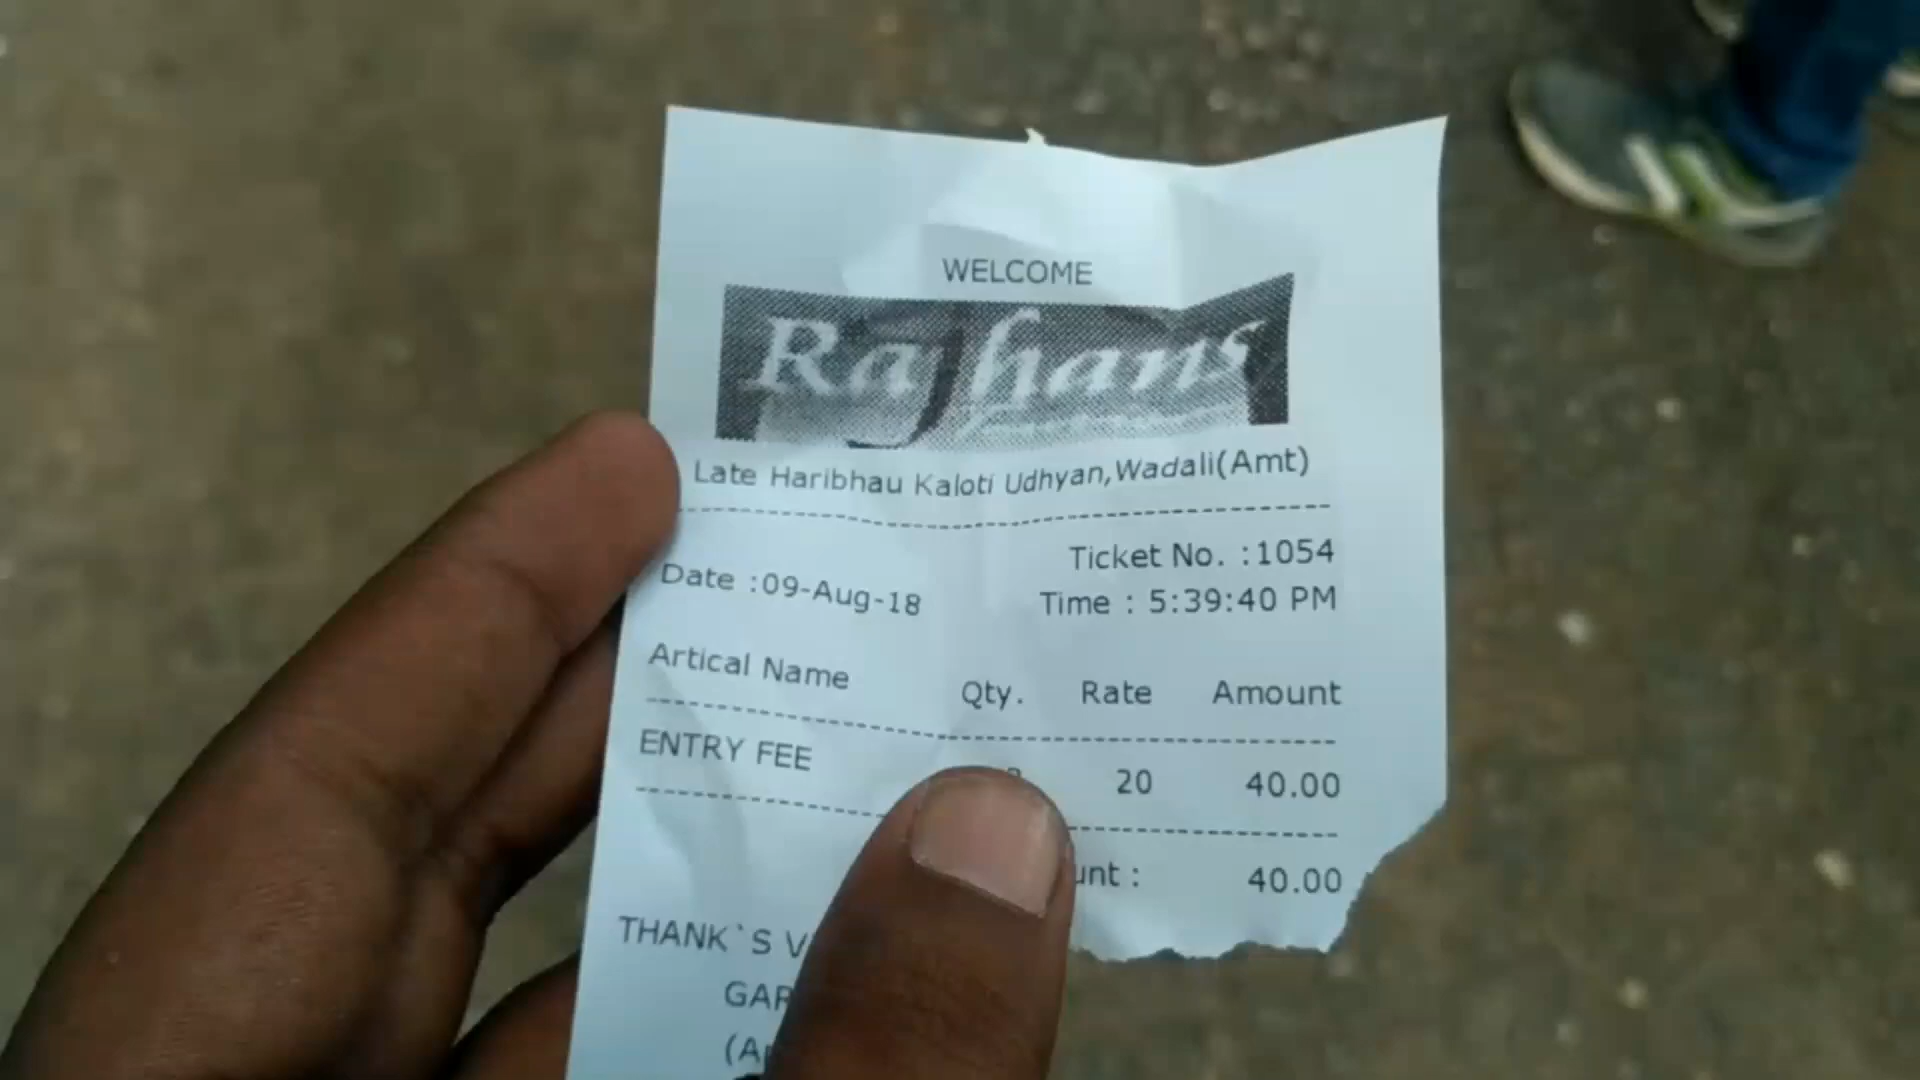 WELCOME
Rajhans
Late Haribhau Kaloti Udhyan,Wadali(Amt)
Ticket No. :1054
Date :09-Aug-18 Time : 5:39:40 PM
Artical Name Qty. Rate Amount
ENTRY FEE 20 40.00
40.00
THANK`S